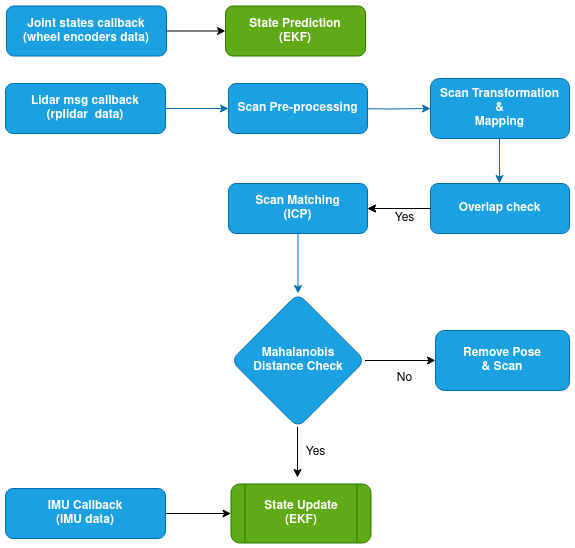 Joint states callback
(wheel encoders data)
State Prediction
(EKF)
Lidar msg callback
(rplidar  data)
Scan Pre-processing
Scan Transformation
&
Mapping
Scan Matching
(ICP)
Yes
Overlap check
Mahalanobis
Distance Check
No
Remove Pose
& Scan
Yes
IMU Callback
(IMU data)
State Update
(EKF)